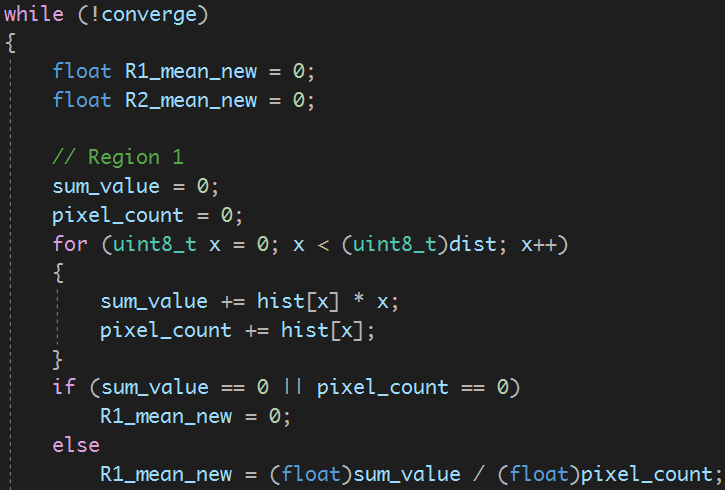 while (!converge)
{
    float R1_mean_new = 0;
    float R2_mean_new = 0;

    // Region 1
    sum_value = 0;
    pixel_count = 0;
    for (uint8_t x = 0; x < (uint8_t)dist; x++)
    {
        sum_value += hist[x] * x;
        pixel_count += hist[x];
    }
    if (sum_value == 0 || pixel_count == 0)
        R1_mean_new = 0;
    else
        R1_mean_new = (float)sum_value / (float)pixel_count;